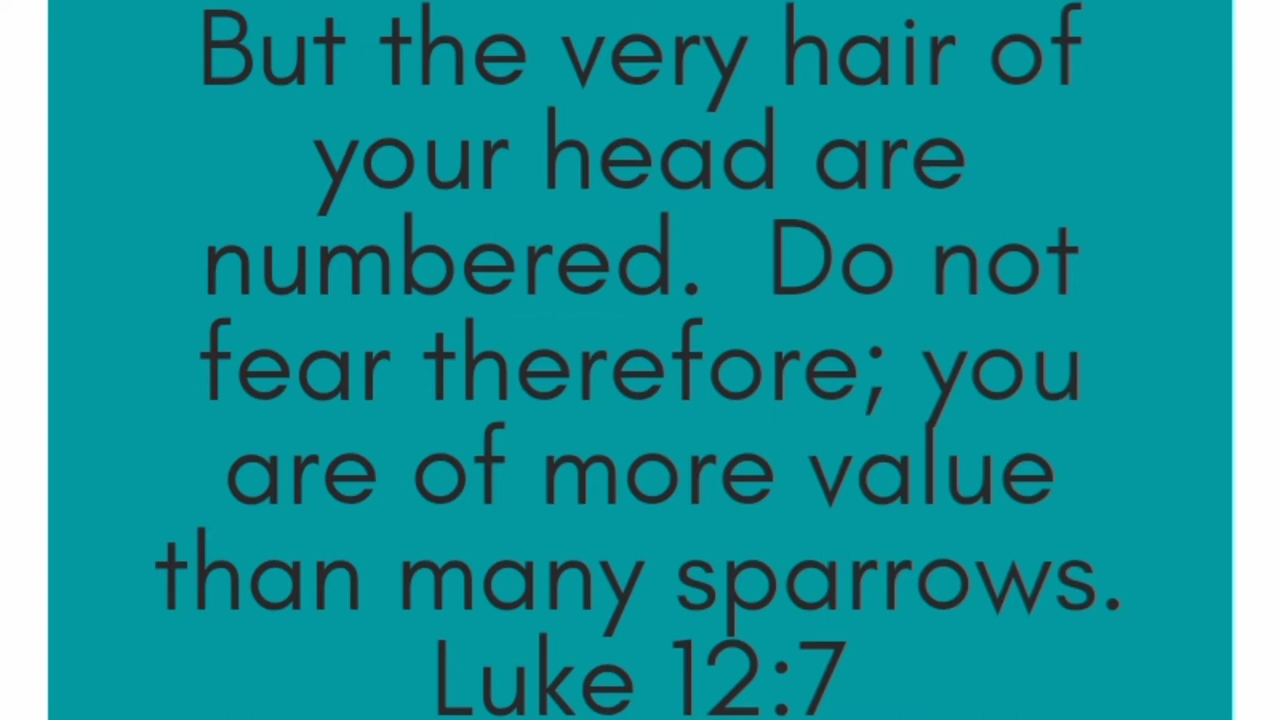 But the very hair of
your head are
numbered.  Do not
fear therefore; you
are of more value
than many sparrows.
Luke 12:7